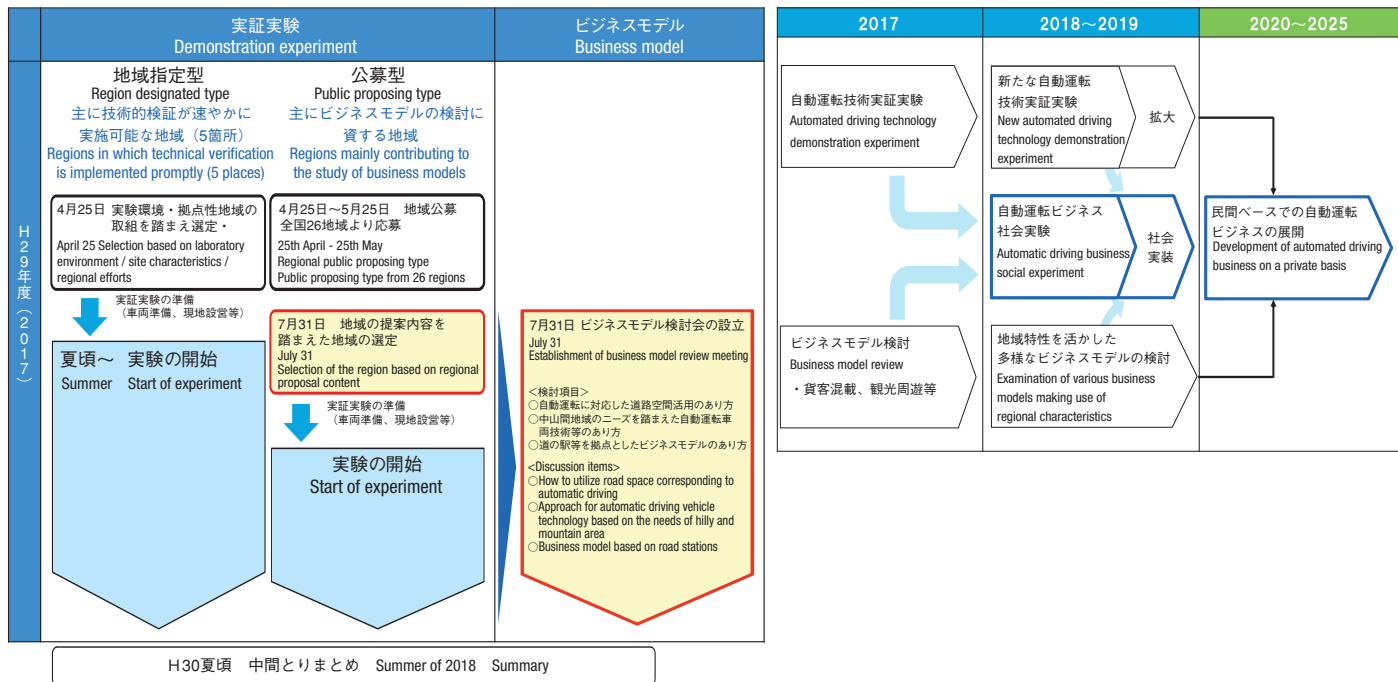 実証実験
Demonstration experiment
ビジネスモデル
Business model
H29年度(2017)
地域指定型
Region designated type
主に技術的検証が速やかに
実施可能な地域(5箇所)
Regions in which technical verification
is implemented promptly (5 places)
4月25日 実験環境・拠点性地域の
取組を踏まえ選定・
April 25 Selection based on laboratory
environment / site characteristics /
regional efforts
実証実験の準備
(車両準備、現地設営等)
夏頃~ 実験の開始
Summer Start of experiment
公募型
Public proposing type
主にビジネスモデルの検討に
資する地域
Regions mainly contributing to
the study of business models
4月25日~5月25日 地域公募
全国26地域より応募
25th April - 25th May
Regional public proposing type
Public proposing type from 26 regions
7月31日 地域の提案内容を
踏まえた地域の選定
July 31
Selection of the region based on regional
proposal content
実証実験の準備
(車両準備、現地設営等)
実験の開始
Start of experiment
7月31日 ビジネスモデル検討会の設立
July 31
Establishment of business model review meeting
<検討項目>
○自動運転に対応した道路空間活用のあり方
○中山間地域のニーズを踏まえた自動運転車
両技術等のあり方
○道の駅等を拠点としたビジネスモデルのあり方
<Discussion items>
○How to utilize road space corresponding to
automatic driving
○Approach for automatic driving vehicle
technology based on the needs of hilly and
mountain area
○Business model based on road stations
H30夏頃 中間とりまとめ Summer of 2018 Summary
2017
2018~2019
2020~2025
自動運転技術実証実験
Automated driving technology
demonstration experiment
新たな自動運転
技術実証実験
New automated driving
technology demonstration
experiment
拡大
自動運転ビジネス
社会実験
Automatic driving business
social experiment
社会
実装
民間ベースでの自動運転
ビジネスの展開
Development of automated driving
business on a private basis
ビジネスモデル検討
Business model review
・貨客混載、観光周遊等
地域特性を活かした
多様なビジネスモデルの検討
Examination of various business
models making use of
regional characteristics